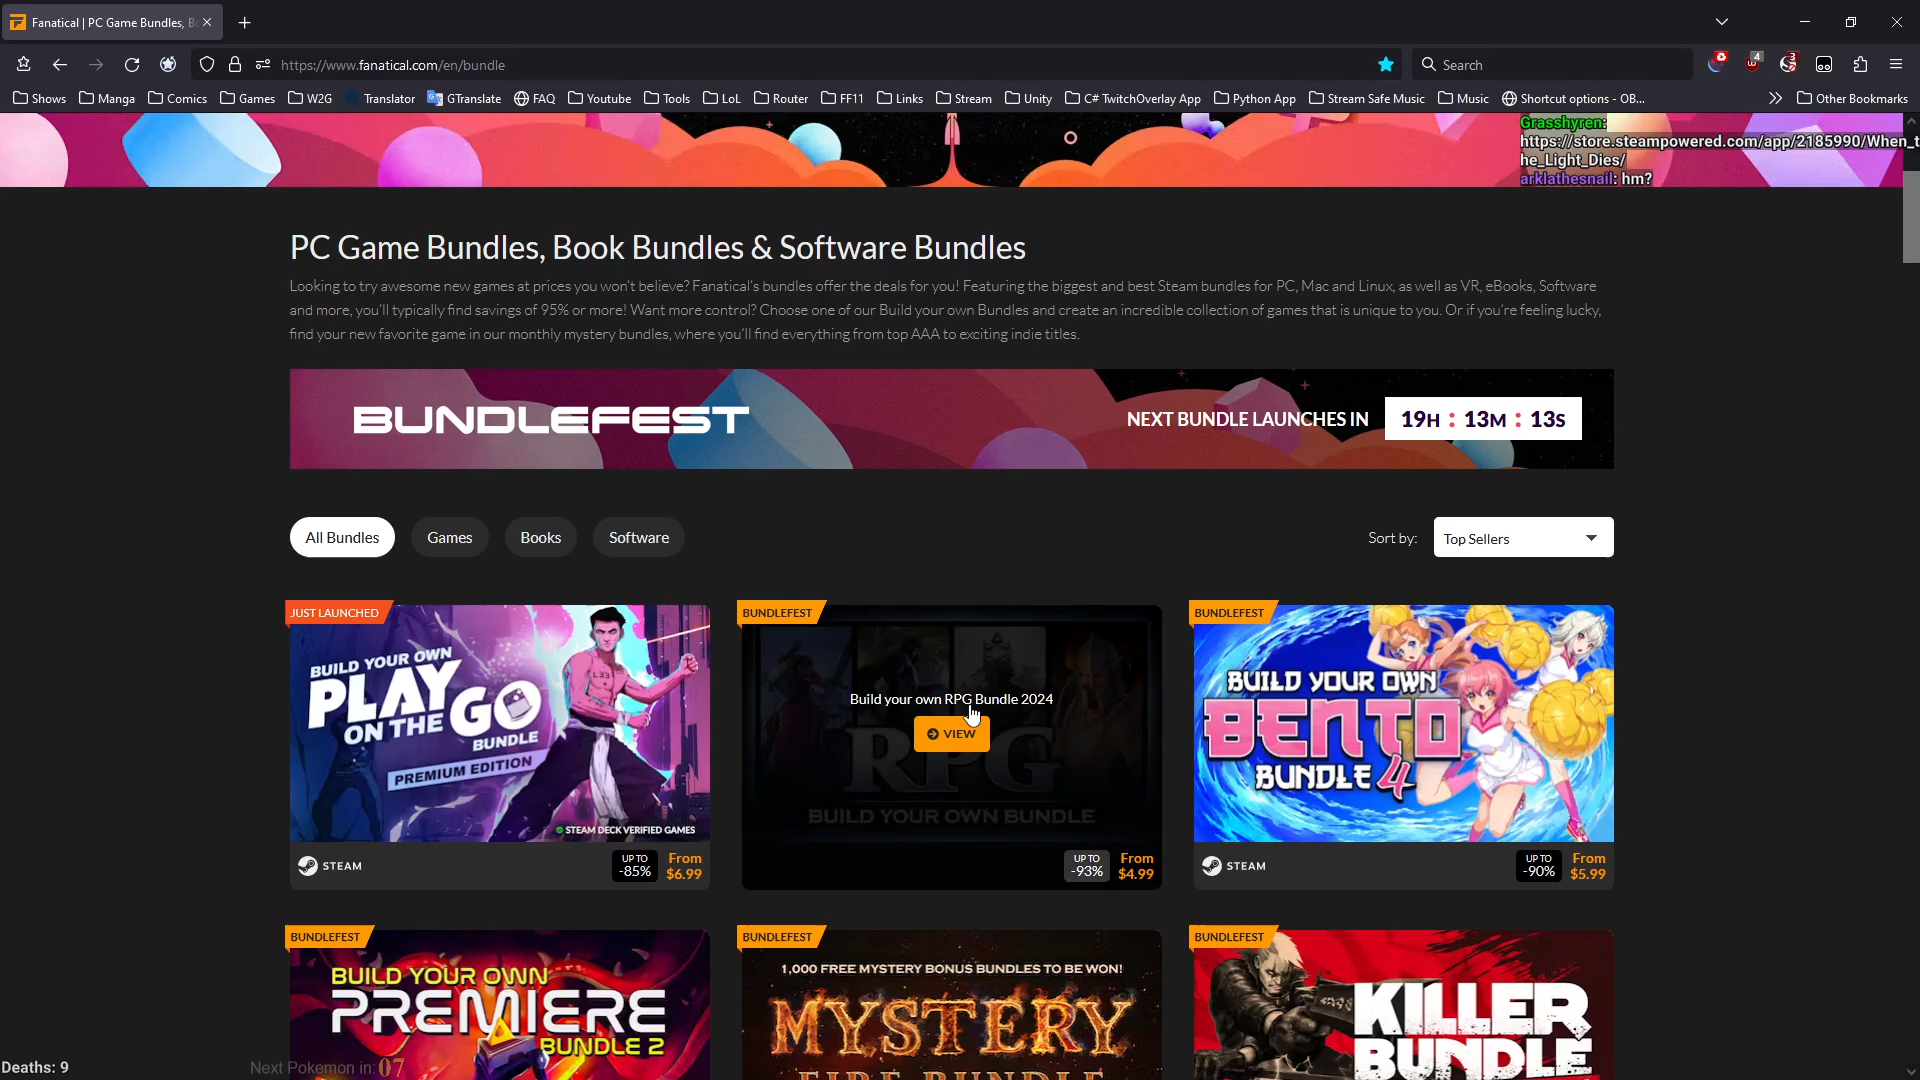 Fanatical | PC Game Bundles, Bo
https://www.fanatical.com/en/bundle
Search
4
3
Shows
Manga
Comics
Games
W2G
Translator
GTranslate
FAQ
Youtube
Tools
LoL
Router
FF11
Links
Stream
Unity
C# TwitchOverlay App
Python App
Stream Safe Music
Music
Shortcut options - OB...
Other Bookmarks
Grasshyren:
https://store.steampowered.com/app/2185990/When_t
he_Light_Dies/
arklathesnail: hm?
PC Game Bundles, Book Bundles & Software Bundles
Looking to try awesome new games at prices you won't believe? Fanatical's bundles offer the deals for you! Featuring the biggest and best Steam bundles for PC, Mac and Linux, as well as VR, eBooks, Software
and more, you'll typically find savings of 95% or more! Want more control? Choose one of our Build your own Bundles and create an incredible collection of games that is unique to you. Or if you're feeling lucky,
find your new favorite game in our monthly mystery bundles, where you'll find everything from top AAA to exciting indie titles.
BUNDLEFEST
NEXT BUNDLE LAUNCHES IN
19H : 13M : 13S
All Bundles
Games
Books
Software
Sort by:
Top Sellers
JUST LAUNCHED
BUILD YOUR OWN
PLAY
ON THE GO
BUNDLE
PREMIUM EDITION
L33
STEAM DECK VERIFIED GAMES
STEAM
UP TO
-85%
From
$6.99
BUNDLEFEST
Build your own RPG Bundle 2024
VIEW
RPG
BUILD YOUR OWN BUNDLE
UP TO
-93%
From
$4.99
BUNDLEFEST
BUILD YOUR OWN
BENTO
BUNDLE 4
STEAM
UP TO
-90%
From
$5.99
BUNDLEFEST
BUILD YOUR OWN
PREMIERE
BUNDLE 2
BUNDLEFEST
1,000 FREE MYSTERY BONUS BUNDLES TO BE WON!
MYSTERY
FIRE BUNDLE
BUNDLEFEST
KILLER
BUNDLE
Deaths: 9
Next Pokemon in: 07